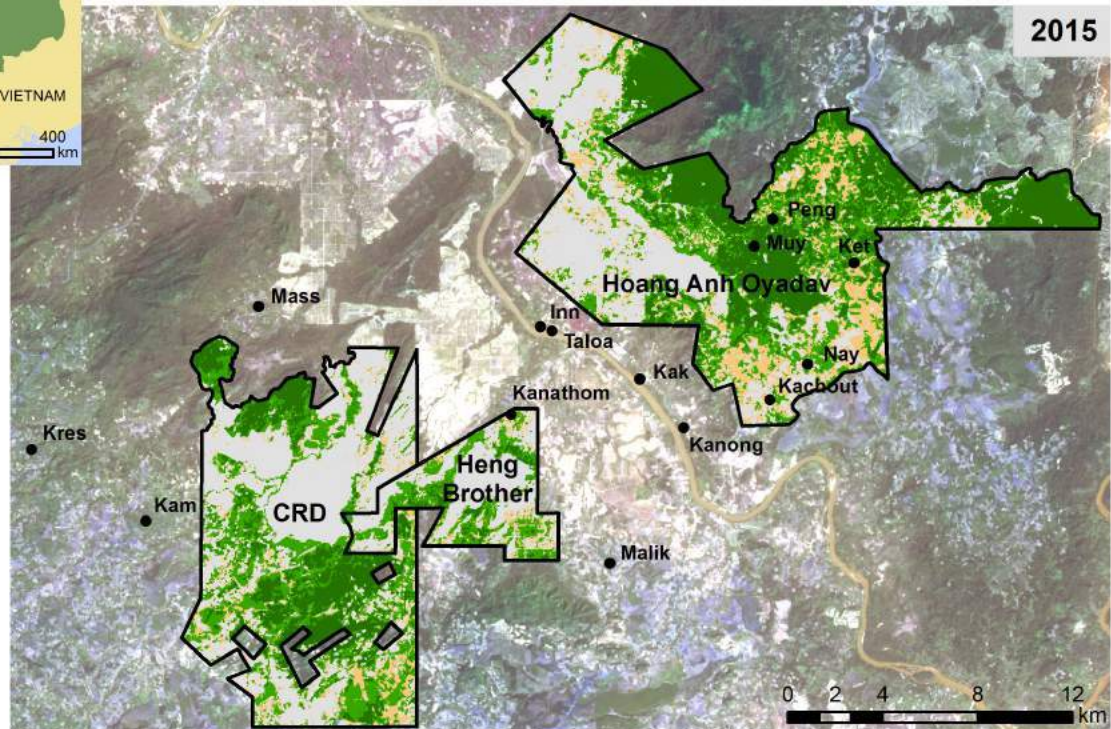 2015
VIETNAM
400
km
Peng
Muy
Ket
Hoang Anh Oyadav
Mass
Inn
Taloa
Nay
Kak
Kachout
Kanathom
Kres
Kanong
Heng
Brother
CRD
Kam
Malik
0 2 4 8 12
km